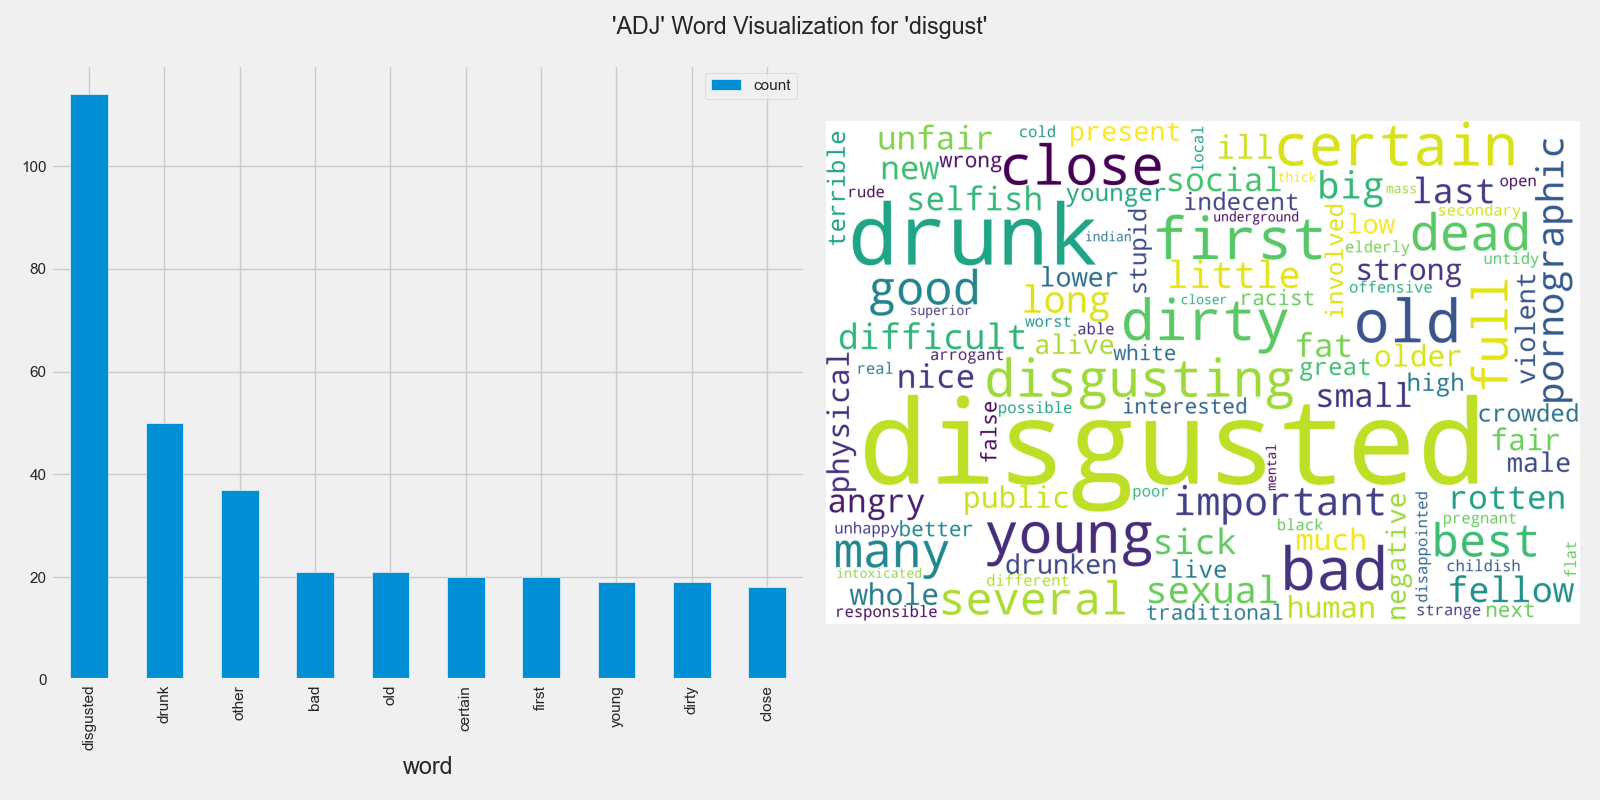 'ADJ' Word Visualization for 'disgust'
count
100
80
60
40
20
0
disgusted
drunk
other
bad
old
certain
first
young
dirty
close
word
terrible
unfair
cold
present
local
ill
certain
pornographic
new
wrong
close
social
thick
big
mass
last
open
rude
selfish
younger
indecent
underground
involved
low
secondary
dead
drunk
indian
stupid
first
elderly
untidy
good
lower
little
strong
offensive
superior
long
closer
racist
old
full
violent
difficult
worst
able
dirty
fat
older
arrogant
alive
white
great
physical
real
nice
disgusting
small
high
false
possible
interested
crowded
disgusted
fair
mental
male
angry
public
poor
important
negative
disappointed
rotten
unhappy
better
young
black
pregnant
many
sick
much
best
flat
drunken
intoxicated
different
live
bad
childish
whole
several
sexual
fellow
responsible
traditional
human
strange
next